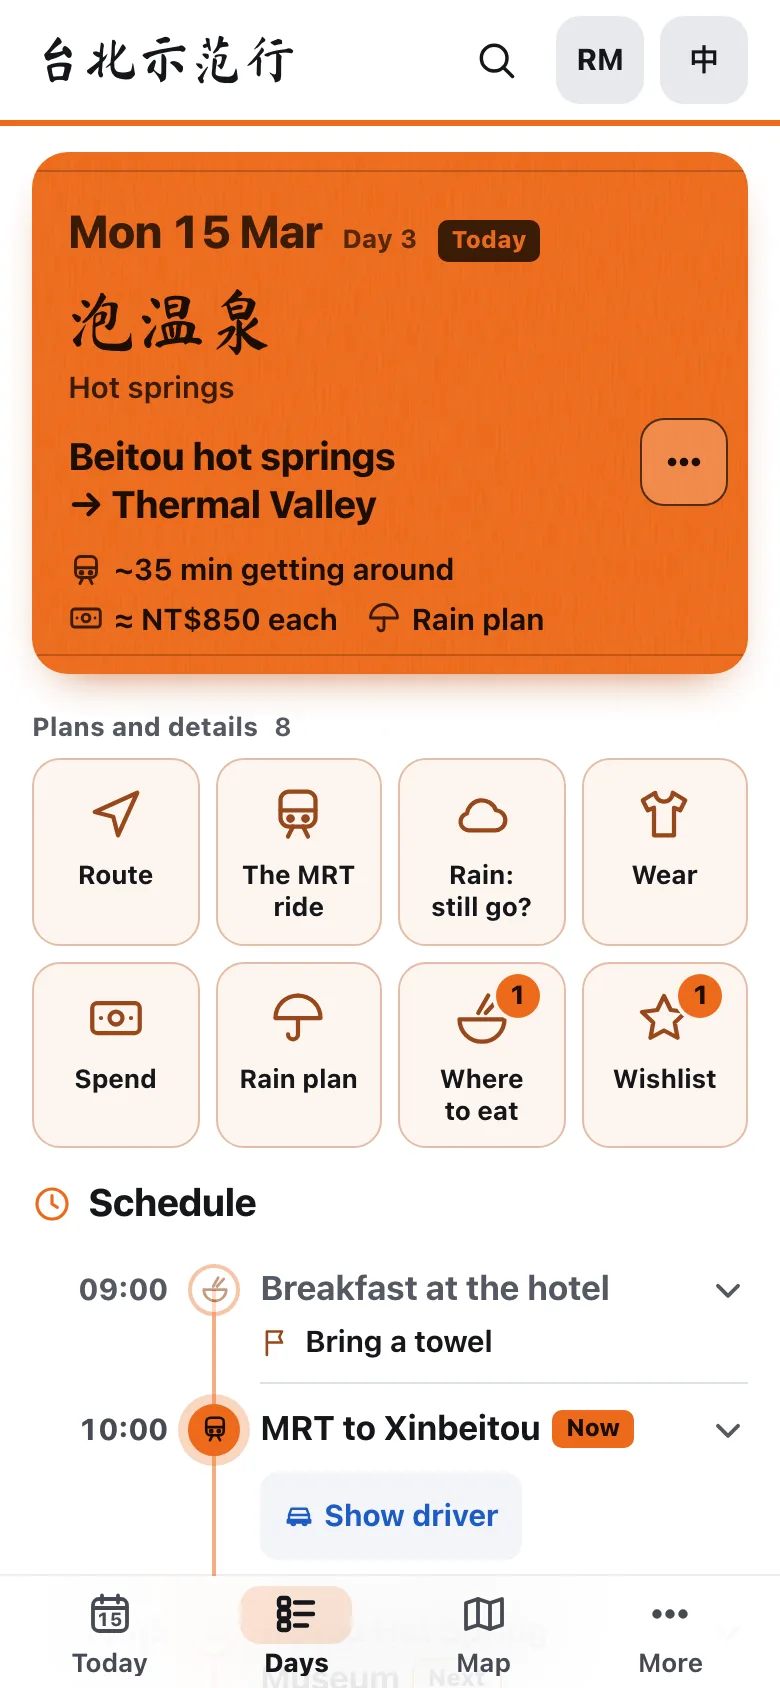 台北示范行
RM
中
Mon 15 Mar Day 3 Today
泡温泉
Hot springs
Beitou hot springs
→ Thermal Valley
~35 min getting around
≈ NT$850 each Rain plan
Plans and details 8
Route
The MRT
ride
Rain:
still go?
Wear
Spend
Rain plan
1
Where
to eat
1
Wishlist
Schedule
09:00 Breakfast at the hotel
Bring a towel
10:00 MRT to Xinbeitou Now
Show driver
Museum Next
15
Today
Days
Map
More